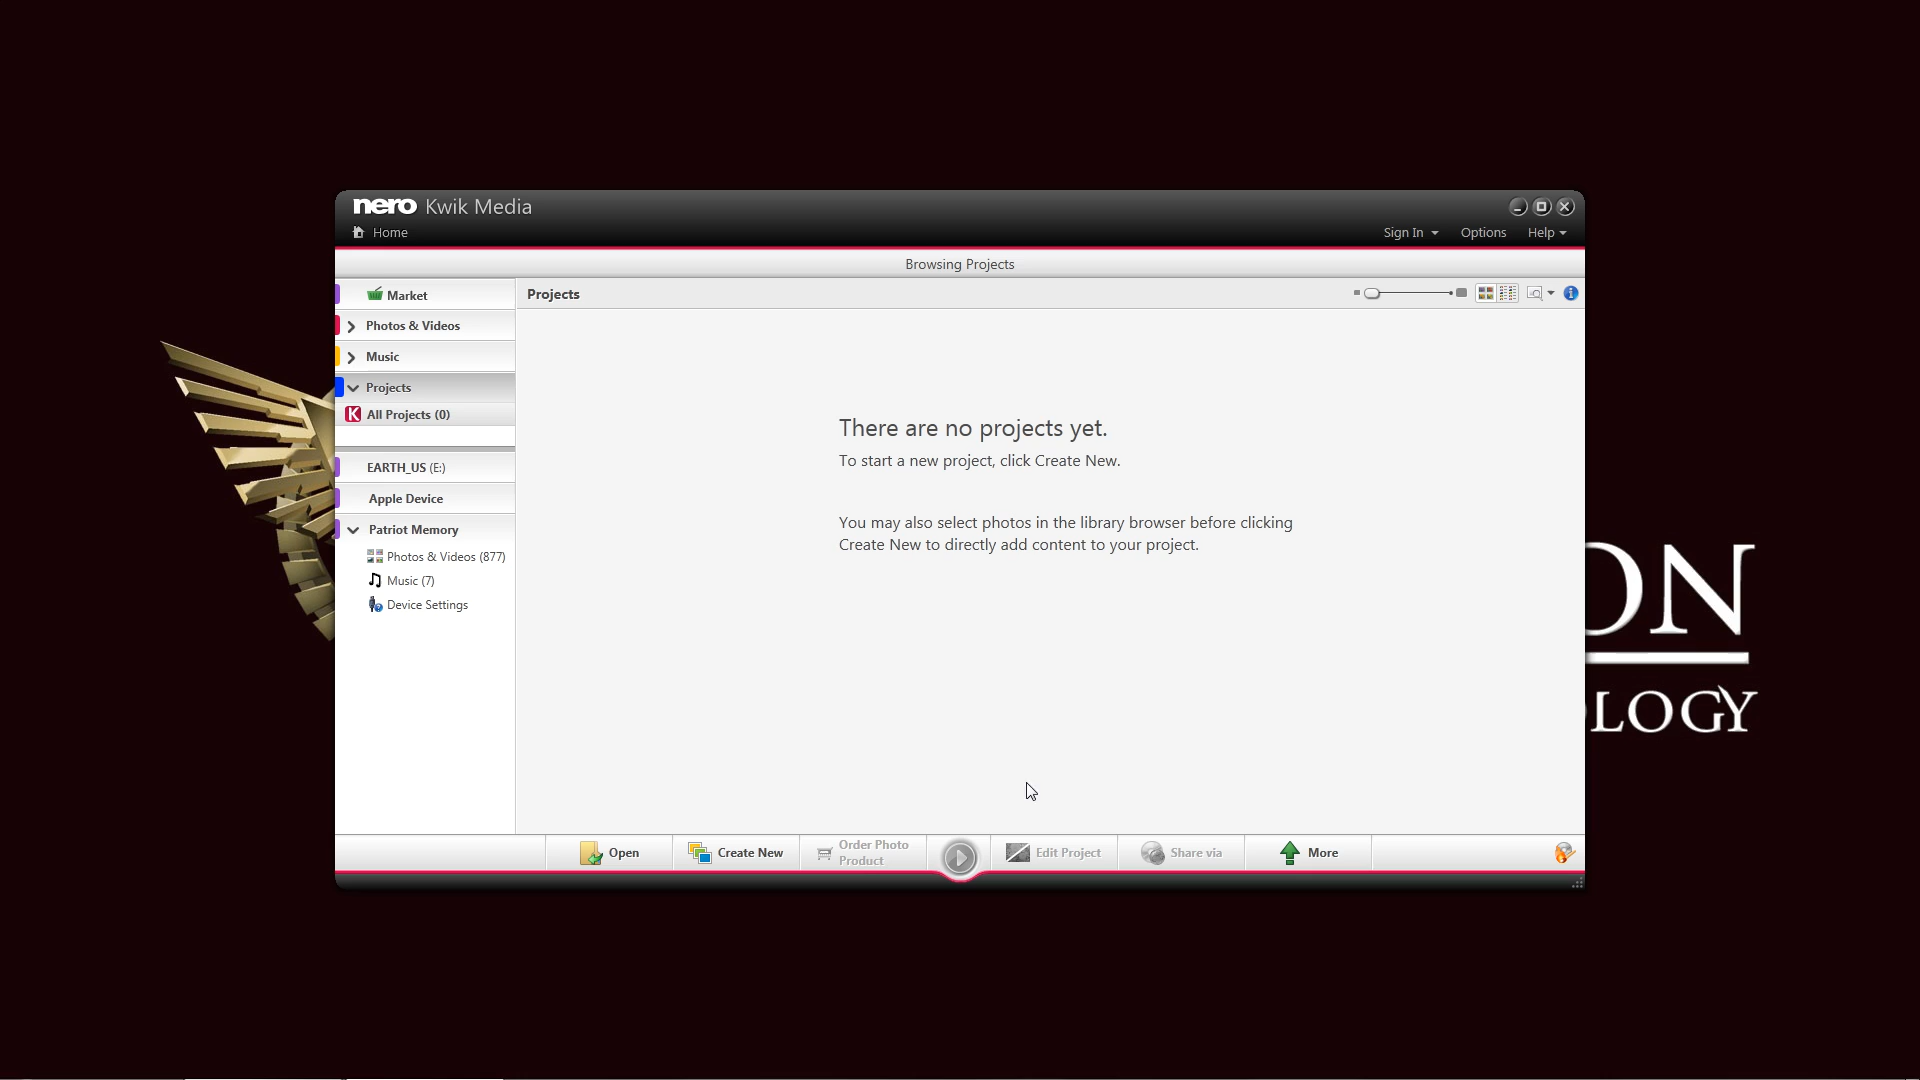 nero Kwik Media
Home
Sign In
Options
Help
Browsing Projects
Market
Photos & Videos
Music
Projects
All Projects (0)
EARTH_US (E:)
Apple Device
Patriot Memory
Photos & Videos (877)
Music (7)
Device Settings
Projects
There are no projects yet.
To start a new project, click Create New.
You may also select photos in the library browser before clicking
Create New to directly add content to your project.
ON
OLOGY
Open
Create New
Order Photo
Product
Edit Project
Share via
More